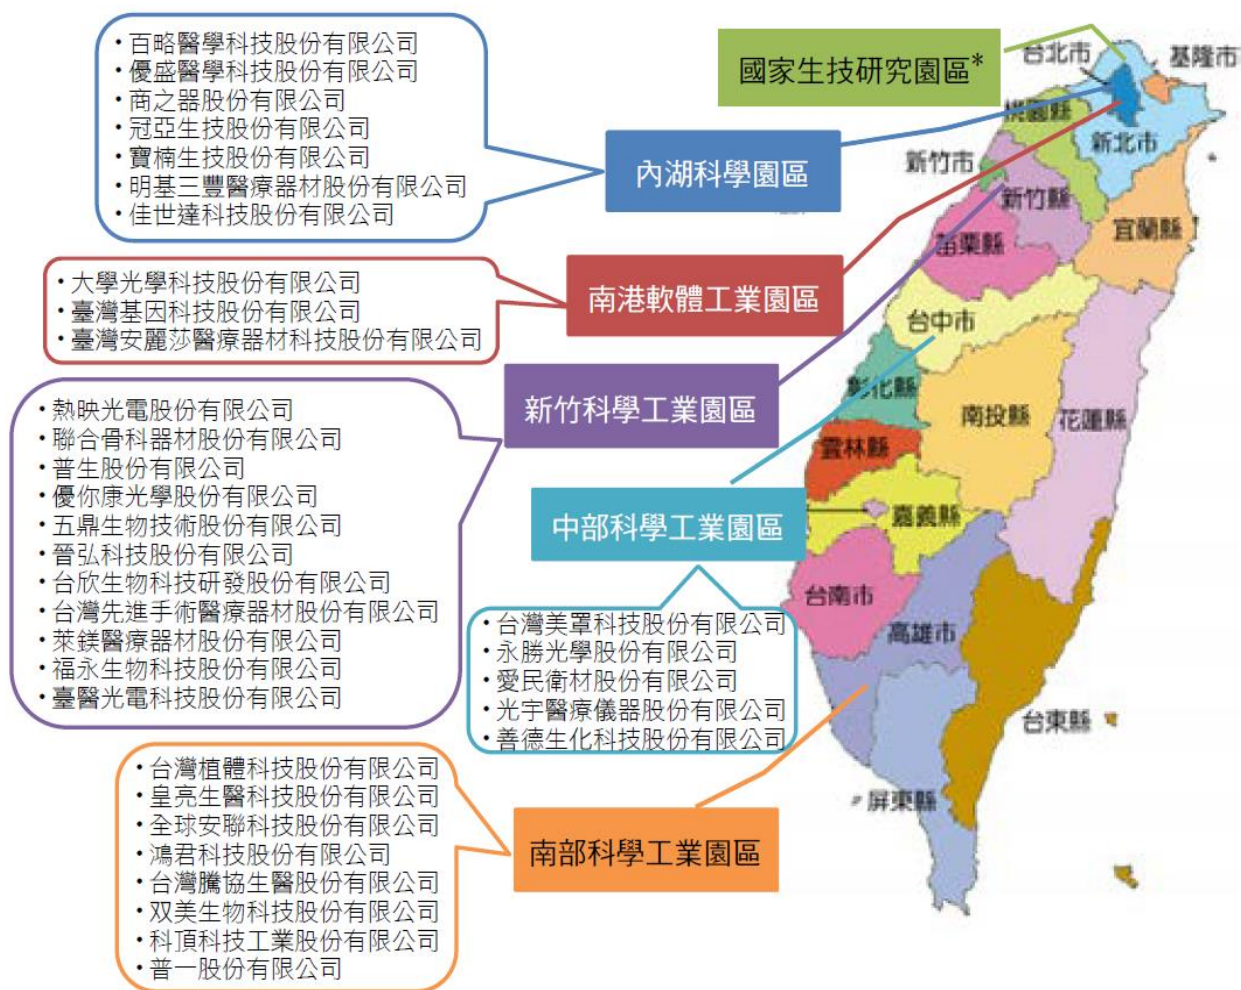 • 百略醫學科技股份有限公司
• 優盛醫學科技股份有限公司
• 商之器股份有限公司
• 冠亞生技股份有限公司
• 寶楠生技股份有限公司
• 明基三豐醫療器材股份有限公司
• 佳世達科技股份有限公司
內湖科學園區
國家生技研究園區*
• 大學光學科技股份有限公司
• 臺灣基因科技股份有限公司
• 臺灣安麗莎醫療器材科技股份有限公司
南港軟體工業園區
• 熱映光電股份有限公司
• 聯合骨科器材股份有限公司
• 普生股份有限公司
• 優你康光學股份有限公司
• 五鼎生物技術股份有限公司
• 晉弘科技股份有限公司
• 台欣生物科技研發股份有限公司
• 台灣先進手術醫療器材股份有限公司
• 萊鎂醫療器材股份有限公司
• 福永生物科技股份有限公司
• 臺醫光電科技股份有限公司
新竹科學工業園區
中部科學工業園區
• 台灣美罩科技股份有限公司
• 永勝光學股份有限公司
• 愛民衛材股份有限公司
• 光宇醫療儀器股份有限公司
• 善德生化科技股份有限公司
• 台灣植體科技股份有限公司
• 皇亮生醫科技股份有限公司
• 全球安聯科技股份有限公司
• 鴻君科技股份有限公司
• 台灣騰協生醫股份有限公司
• 双美生物科技股份有限公司
• 科頂科技工業股份有限公司
• 普一股份有限公司
南部科學工業園區
台北市
基隆市
桃園縣
新北市
新竹市
新竹縣
宜蘭縣
苗栗縣
台中市
彰化縣
南投縣
花蓮縣
雲林縣
嘉義縣
台南市
高雄市
台東縣
屏東縣